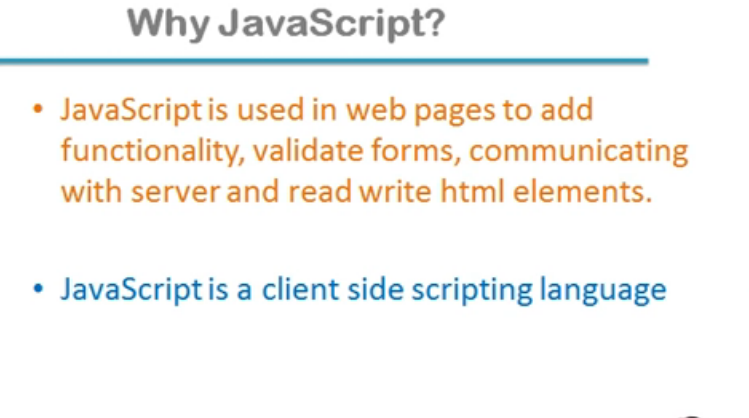 Why JavaScript?
• JavaScript is used in web pages to add
functionality, validate forms, communicating
with server and read write html elements.
• JavaScript is a client side scripting language